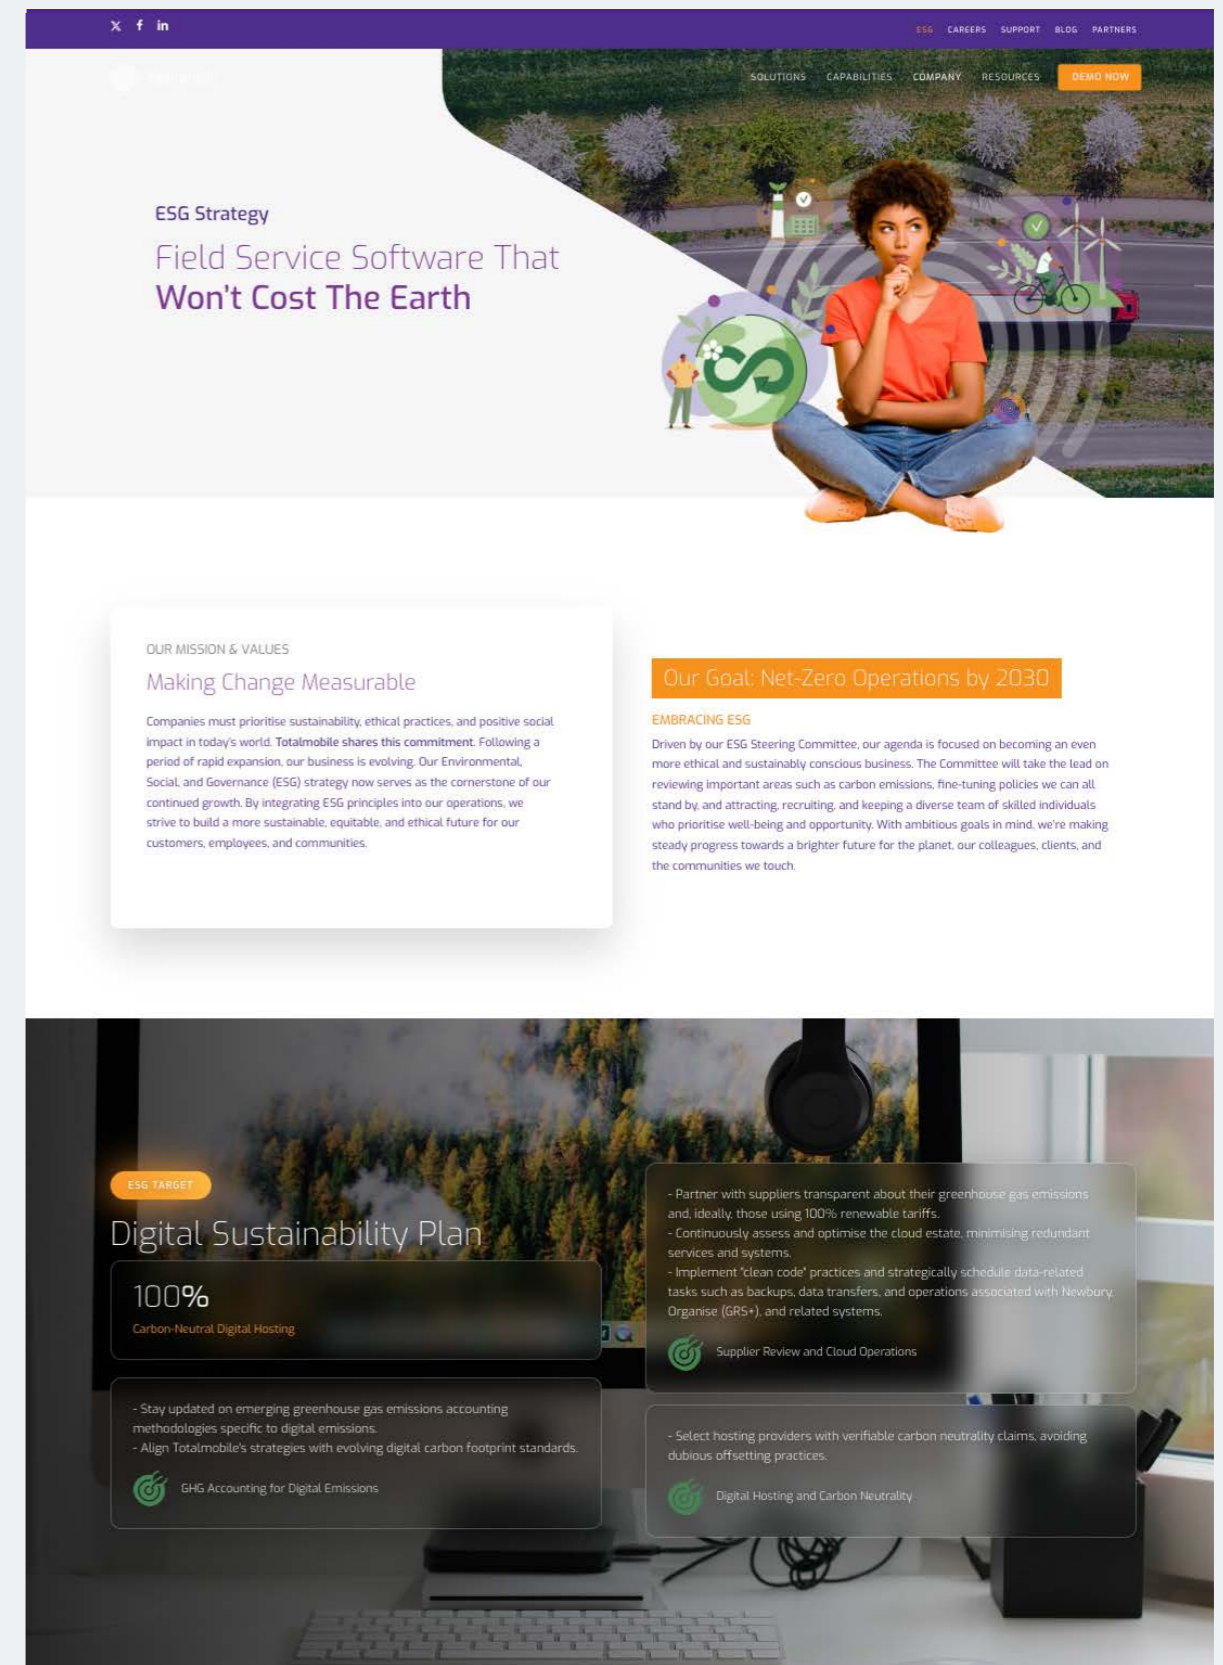 ESG CAREERS SUPPORT BLOG PARTNERS
SOLUTIONS CAPABILITIES COMPANY RESOURCES DEMO NOW
ESG Strategy
Field Service Software That
Won't Cost The Earth
OUR MISSION & VALUES
Making Change Measurable
Companies must prioritise sustainability, ethical practices, and positive social
impact in today's world. Totalmobile shares this commitment. Following a
period of rapid expansion, our business is evolving. Our Environmental,
Social, and Governance (ESG) strategy now serves as the cornerstone of our
continued growth. By integrating ESG principles into our operations, we
strive to build a more sustainable, equitable, and ethical future for our
customers, employees, and communities.
Our Goal: Net-Zero Operations by 2030
EMBRACING ESG
Driven by our ESG Steering Committee, our agenda is focused on becoming an even
more ethical and sustainably conscious business. The Committee will take the lead on
reviewing important areas such as carbon emissions, fine-tuning policies we can all
stand by, and attracting, recruiting, and keeping a diverse team of skilled individuals
who prioritise well-being and opportunity. With ambitious goals in mind, we're making
steady progress towards a brighter future for the planet, our colleagues, clients, and
the communities we touch.
ESG TARGET
Digital Sustainability Plan
100%
Carbon-Neutral Digital Hosting
- Stay updated on emerging greenhouse gas emissions accounting
methodologies specific to digital emissions.
- Align Totalmobile's strategies with evolving digital carbon footprint standards.
GHG Accounting for Digital Emissions
- Partner with suppliers transparent about their greenhouse gas emissions
and, ideally, those using 100% renewable tariffs.
- Continuously assess and optimise the cloud estate, minimising redundant
services and systems.
- Implement "clean code" practices and strategically schedule data-related
tasks such as backups, data transfers, and operations associated with Newbury,
Organise (GRS+), and related systems.
Supplier Review and Cloud Operations
- Select hosting providers with verifiable carbon neutrality claims, avoiding
dubious offsetting practices.
Digital Hosting and Carbon Neutrality